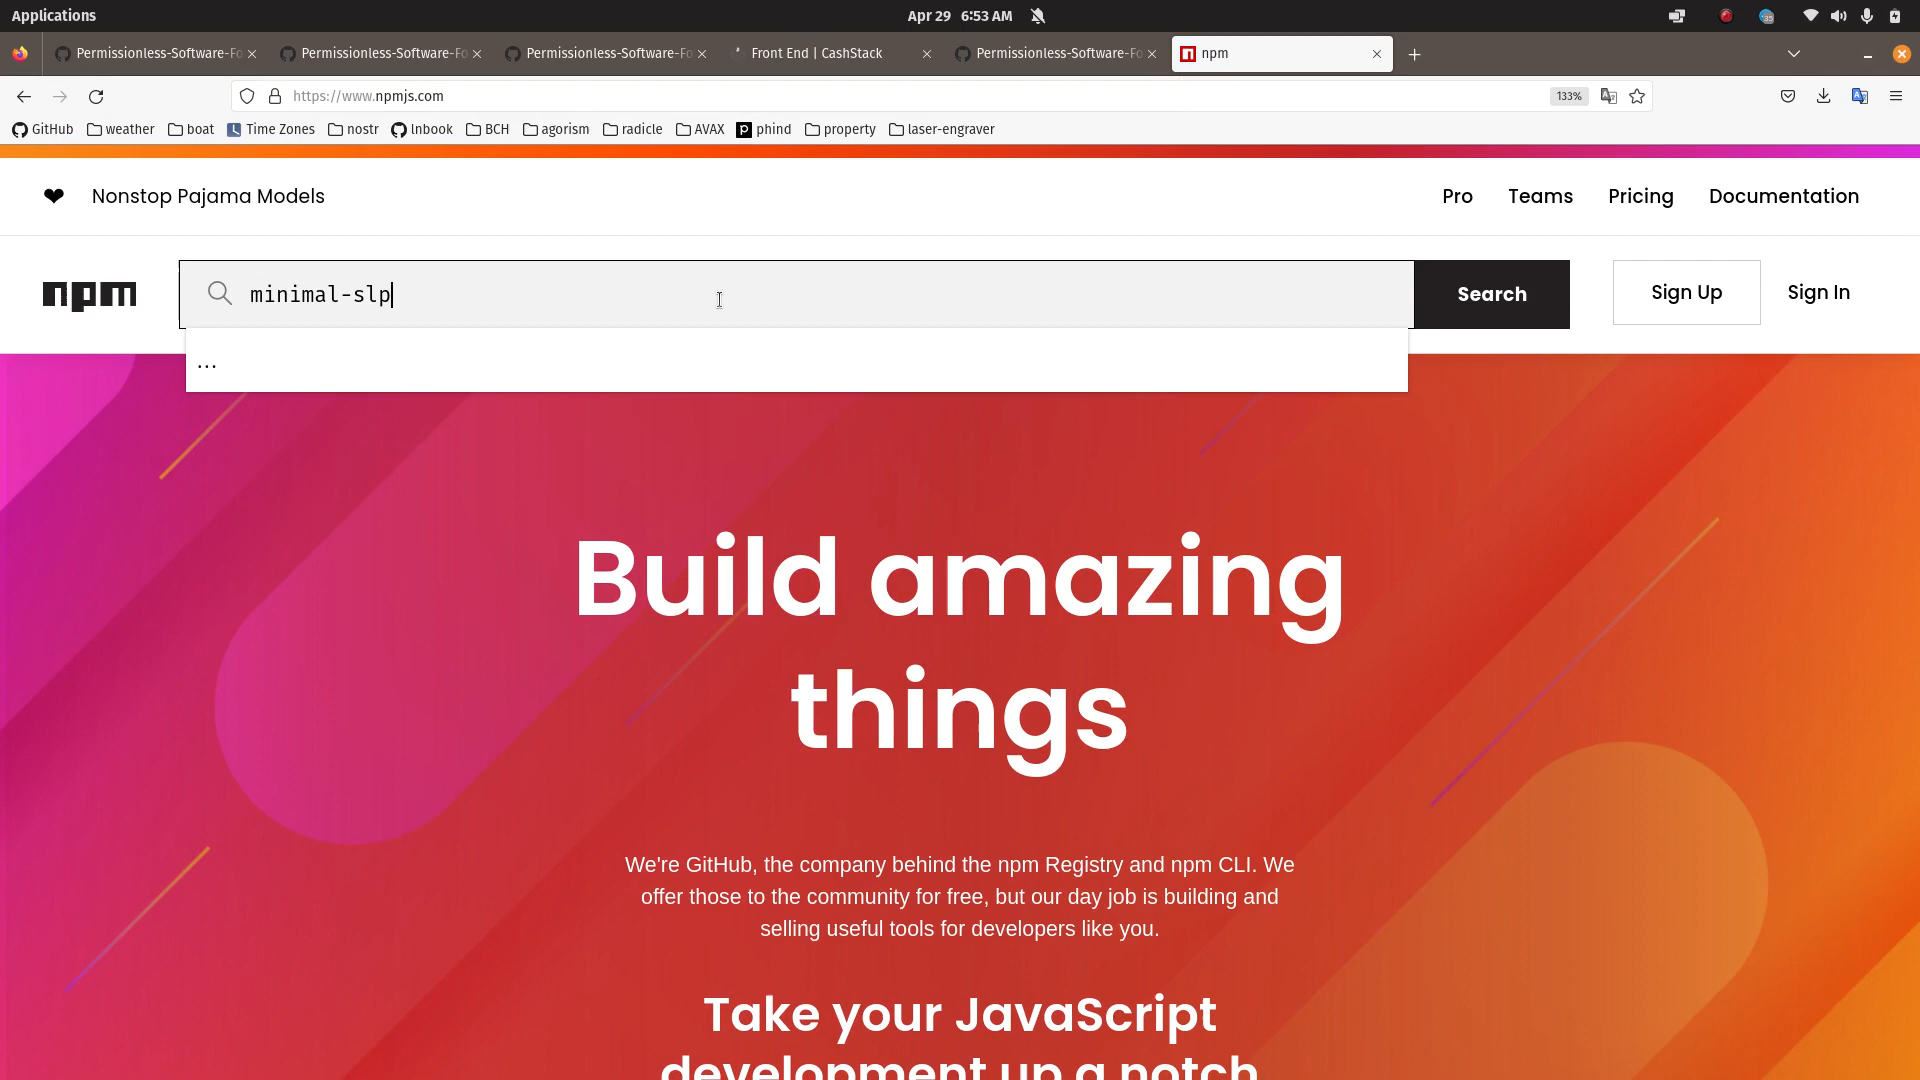 Applications
Apr 29 6:53 AM
35
Permissionless-Software-Fo
Permissionless-Software-Fo
Permissionless-Software-Fo
Front End | CashStack
Permissionless-Software-Fo
npm
https://www.npmjs.com
133%
GitHub
weather
boat
Time Zones
nostr
lnbook
BCH
agorism
radicle
AVAX
phind
property
laser-engraver
❤ Nonstop Pajama Models
Pro
Teams
Pricing
Documentation
npm
minimal-slp
Search
Sign Up
Sign In
...
Build amazing
things
We're GitHub, the company behind the npm Registry and npm CLI. We
offer those to the community for free, but our day job is building and
selling useful tools for developers like you.
Take your JavaScript
development up a notch